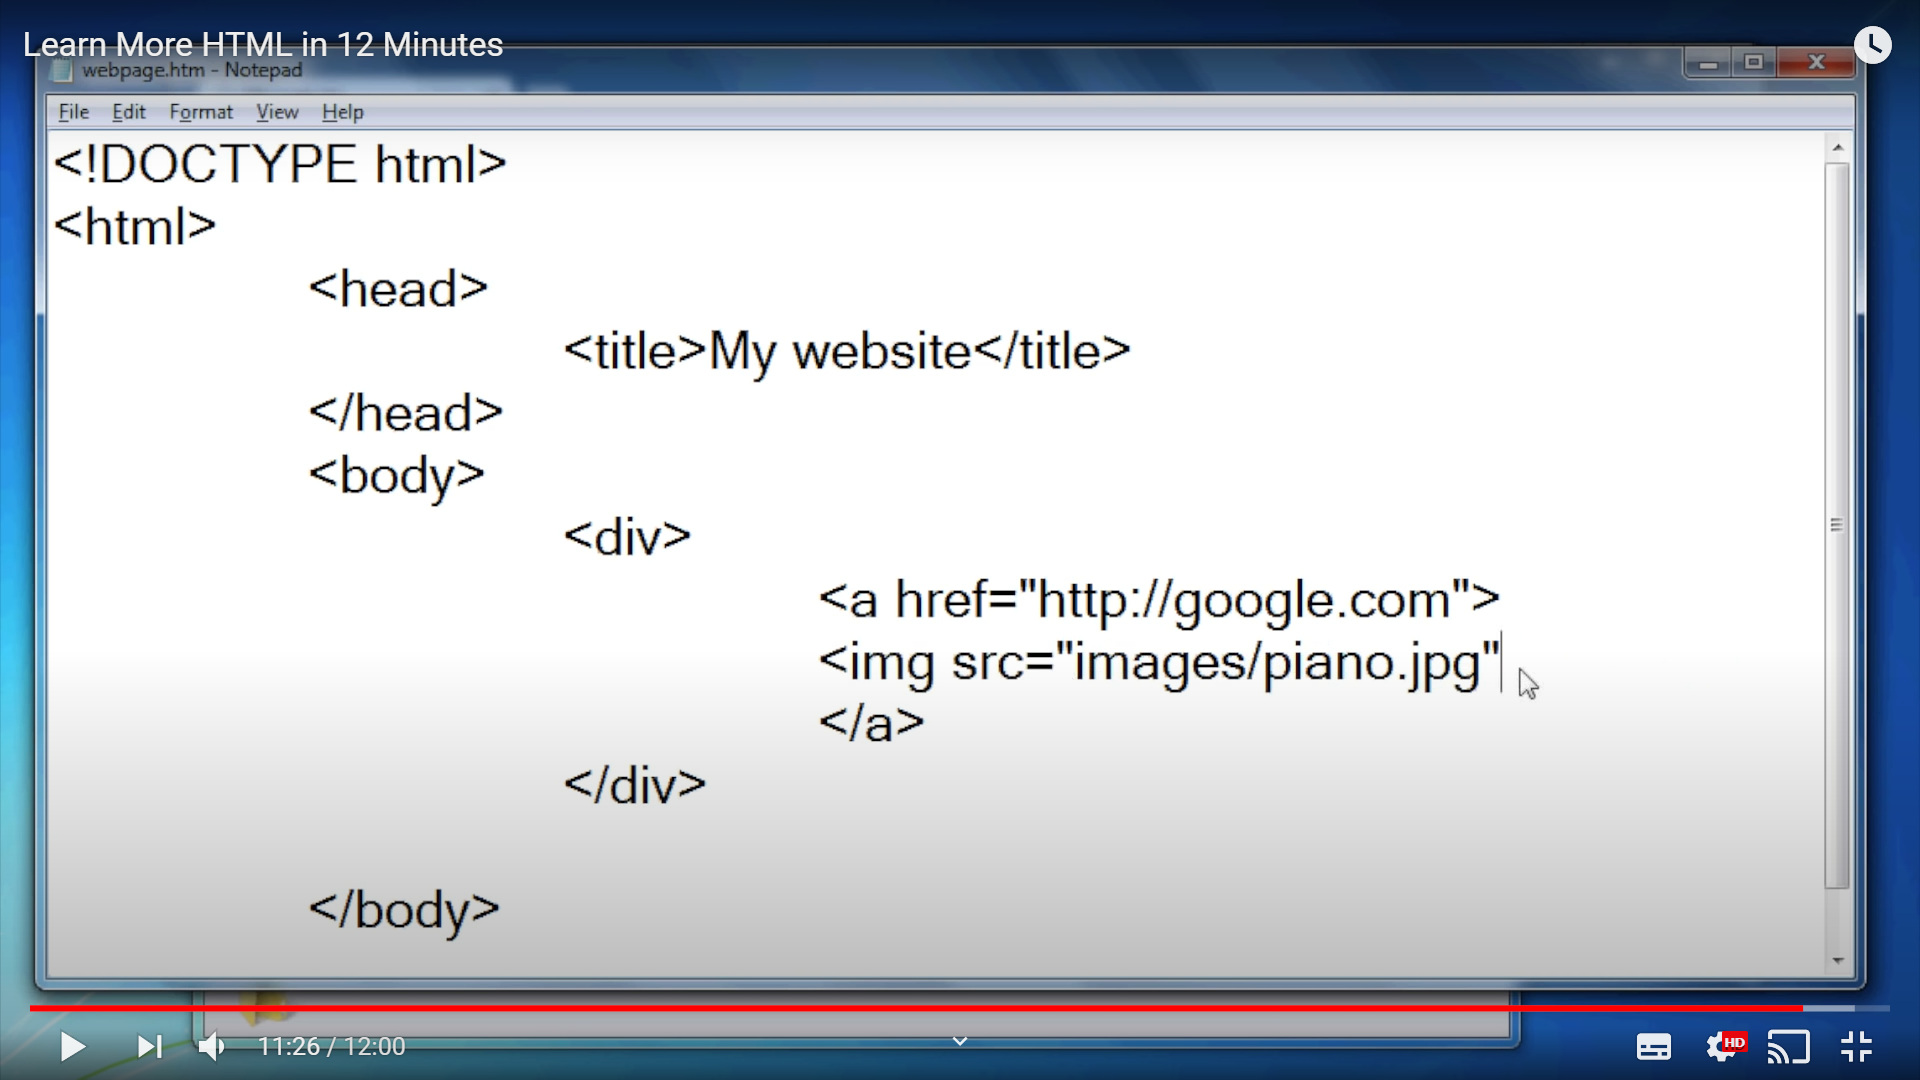 Learn More HTML in 12 Minutes
webpage.htm - Notepad
File Edit Format View Help
<!DOCTYPE html>
<html>
<head>
<title>My website</title>
</head>
<body>
<div>
<a href="http://google.com">
<img src="images/piano.jpg"
</a>
</div>
</body>
11:26 / 12:00
HD